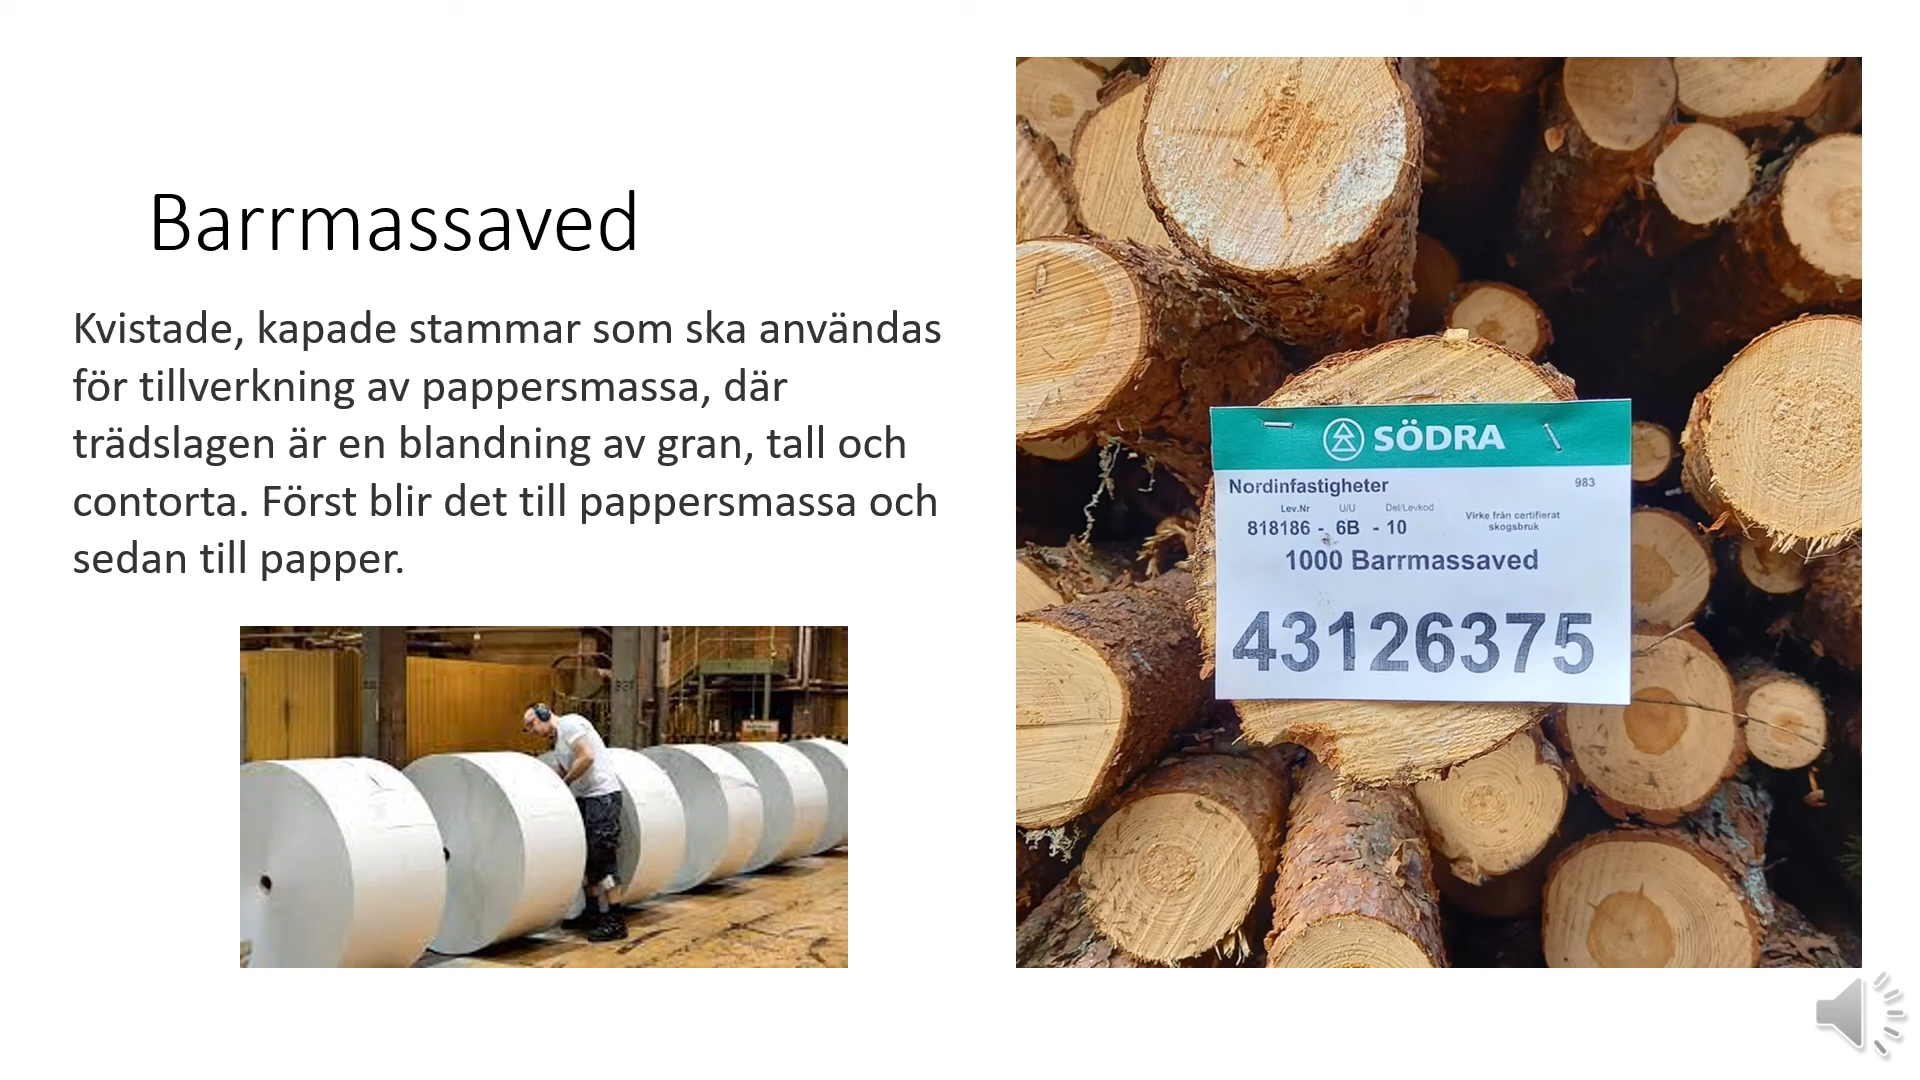 Barrmassaved
Kvistade, kapade stammar som ska användas
för tillverkning av pappersmassa, där
trädslagen är en blandning av gran, tall och
contorta. Först blir det till pappersmassa och
sedan till papper.
SÖDRA
Nordinfastigheter 983
Lev.Nr U/U Del/Levkod
Virke från certifierat
skogsbruk
818186 - 6B - 10
1000 Barrmassaved
43126375